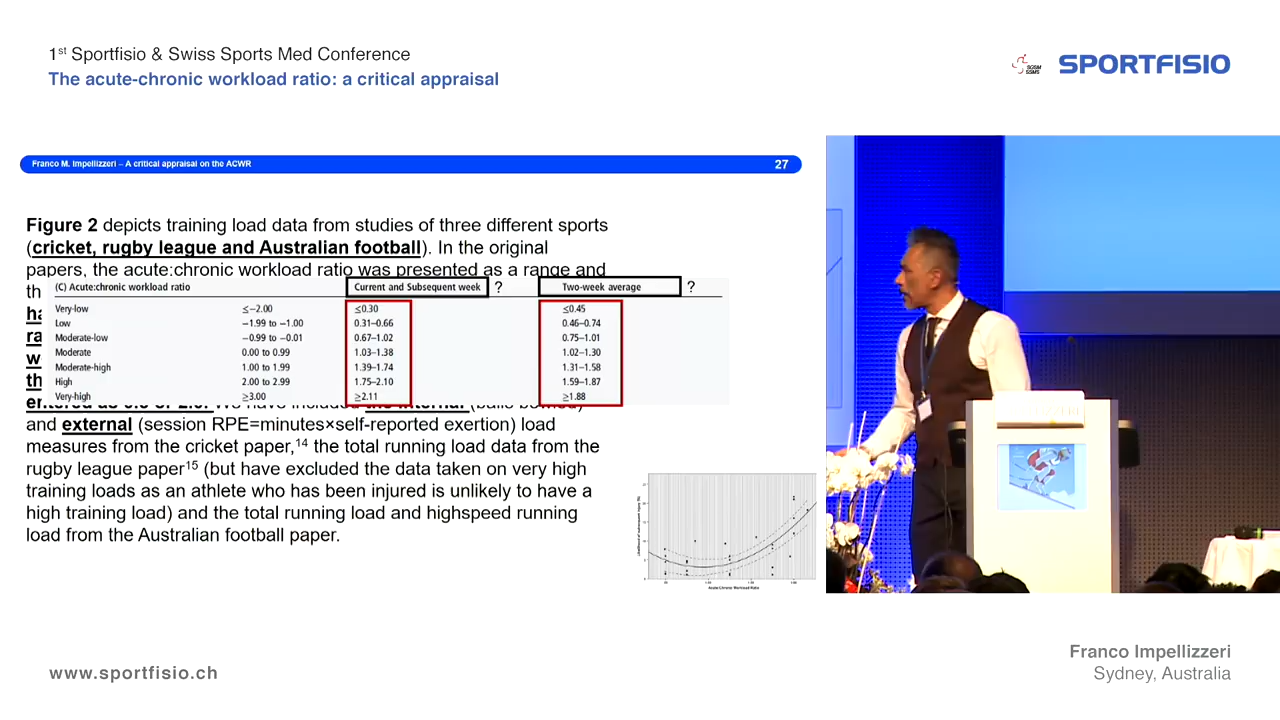 1st Sportfisio & Swiss Sports Med Conference
The acute-chronic workload ratio: a critical appraisal
SGSM
SSMS
SPORTFISIO
Franco M. Impellizzeri – A critical appraisal on the ACWR
27
Figure 2 depicts training load data from studies of three different sports
(cricket, rugby league and Australian football). In the original
papers, the acute:chronic workload ratio was presented as a range and
(C) Acute:chronic workload ratio Current and Subsequent week ? Two-week average ?
Very-low ≤−2.00 ≤0.30 ≤0.45
Low −1.99 to −1.00 0.31–0.66 0.46–0.74
Moderate-low −0.99 to −0.01 0.67–1.02 0.75–1.01
Moderate 0.00 to 0.99 1.03–1.38 1.02–1.30
Moderate-high 1.00 to 1.99 1.39–1.74 1.31–1.58
High 2.00 to 2.99 1.75–2.10 1.59–1.87
Very-high ≥3.00 ≥2.11 ≥1.88
and external (session RPE=minutes×self-reported exertion) load
measures from the cricket paper,14 the total running load data from the
rugby league paper15 (but have excluded the data taken on very high
training loads as an athlete who has been injured is unlikely to have a
high training load) and the total running load and highspeed running
load from the Australian football paper.
Acute:Chronic Workload Ratio
www.sportfisio.ch
Franco Impellizzeri
Sydney, Australia